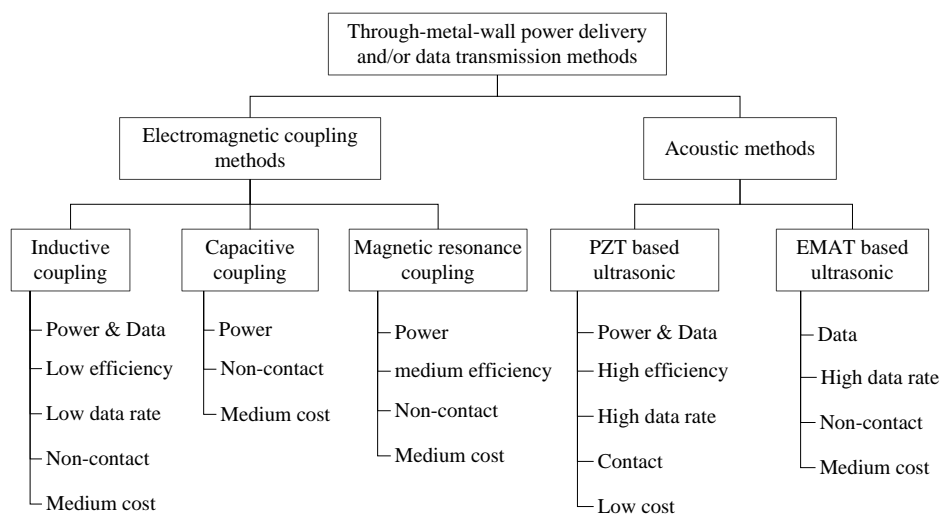 Through-metal-wall power delivery
and/or data transmission methods
Electromagnetic coupling
methods
Acoustic methods
Inductive
coupling
Capacitive
coupling
Magnetic resonance
coupling
PZT based
ultrasonic
EMAT based
ultrasonic
Power & Data
Low efficiency
Low data rate
Non-contact
Medium cost
Power
Non-contact
Medium cost
Power
medium efficiency
Non-contact
Medium cost
Power & Data
High efficiency
High data rate
Contact
Low cost
Data
High data rate
Non-contact
Medium cost